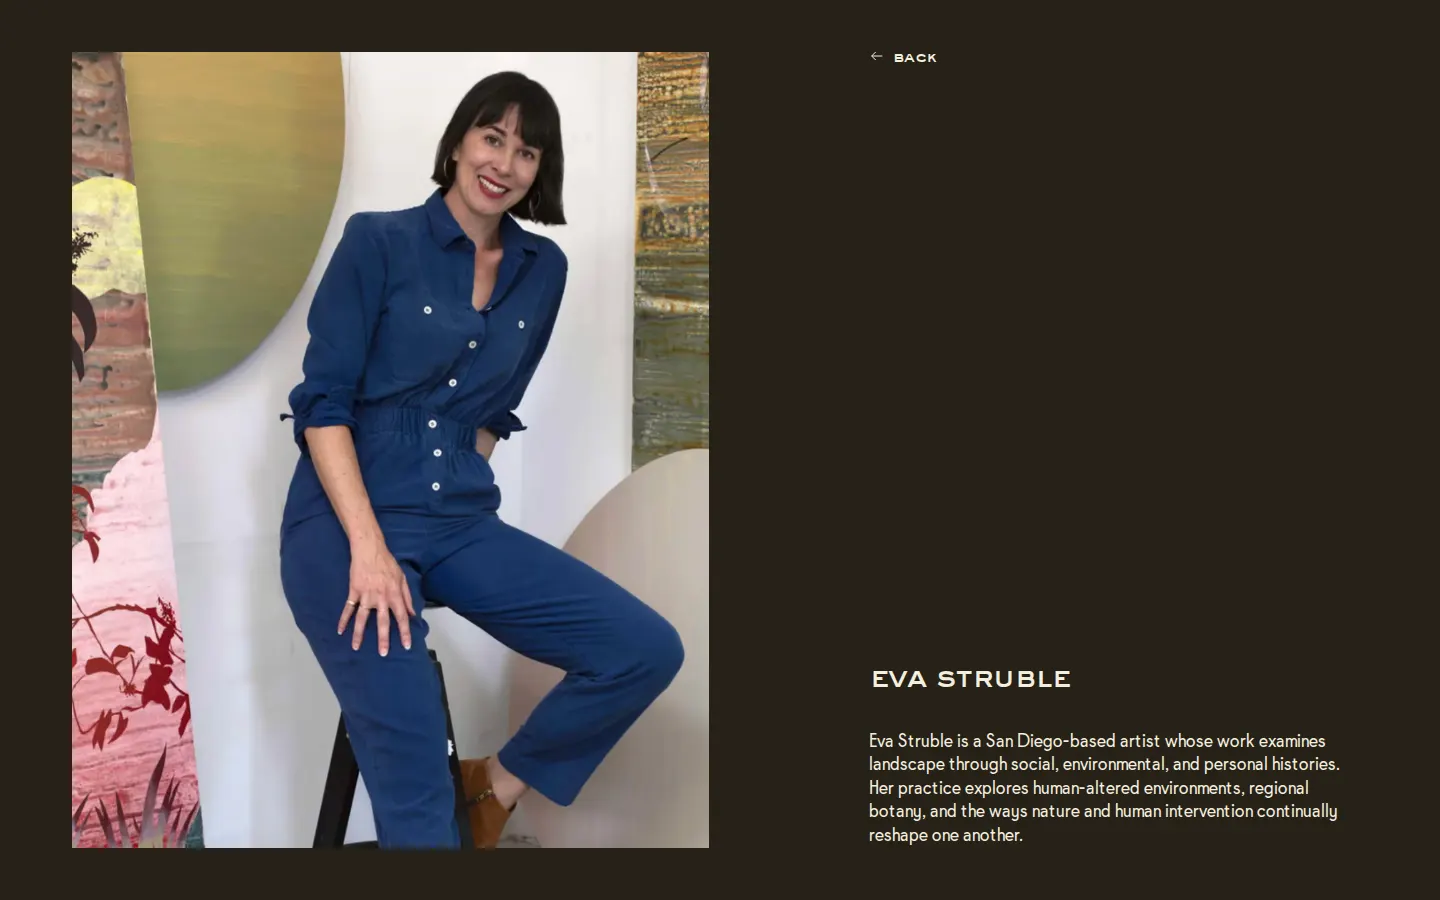 ← BACK
EVA STRUBLE
Eva Struble is a San Diego-based artist whose work examines
landscape through social, environmental, and personal histories.
Her practice explores human-altered environments, regional
botany, and the ways nature and human intervention continually
reshape one another.